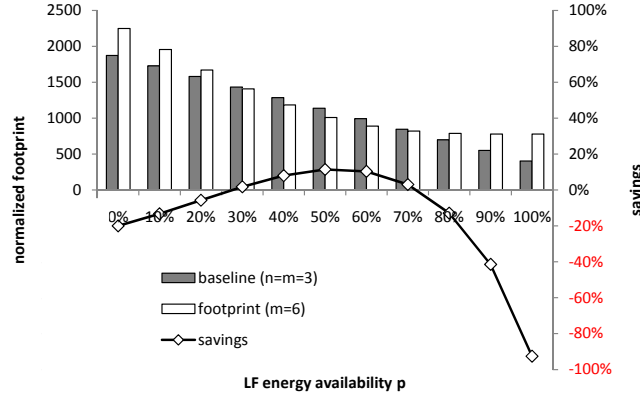 2500
2000
1500
1000
500
0
normalized footprint
100%
80%
60%
40%
20%
0%
-20%
-40%
-60%
-80%
-100%
savings
0% 10% 20% 30% 40% 50% 60% 70% 80% 90% 100%
baseline (n=m=3)
footprint (m=6)
savings
LF energy availability p